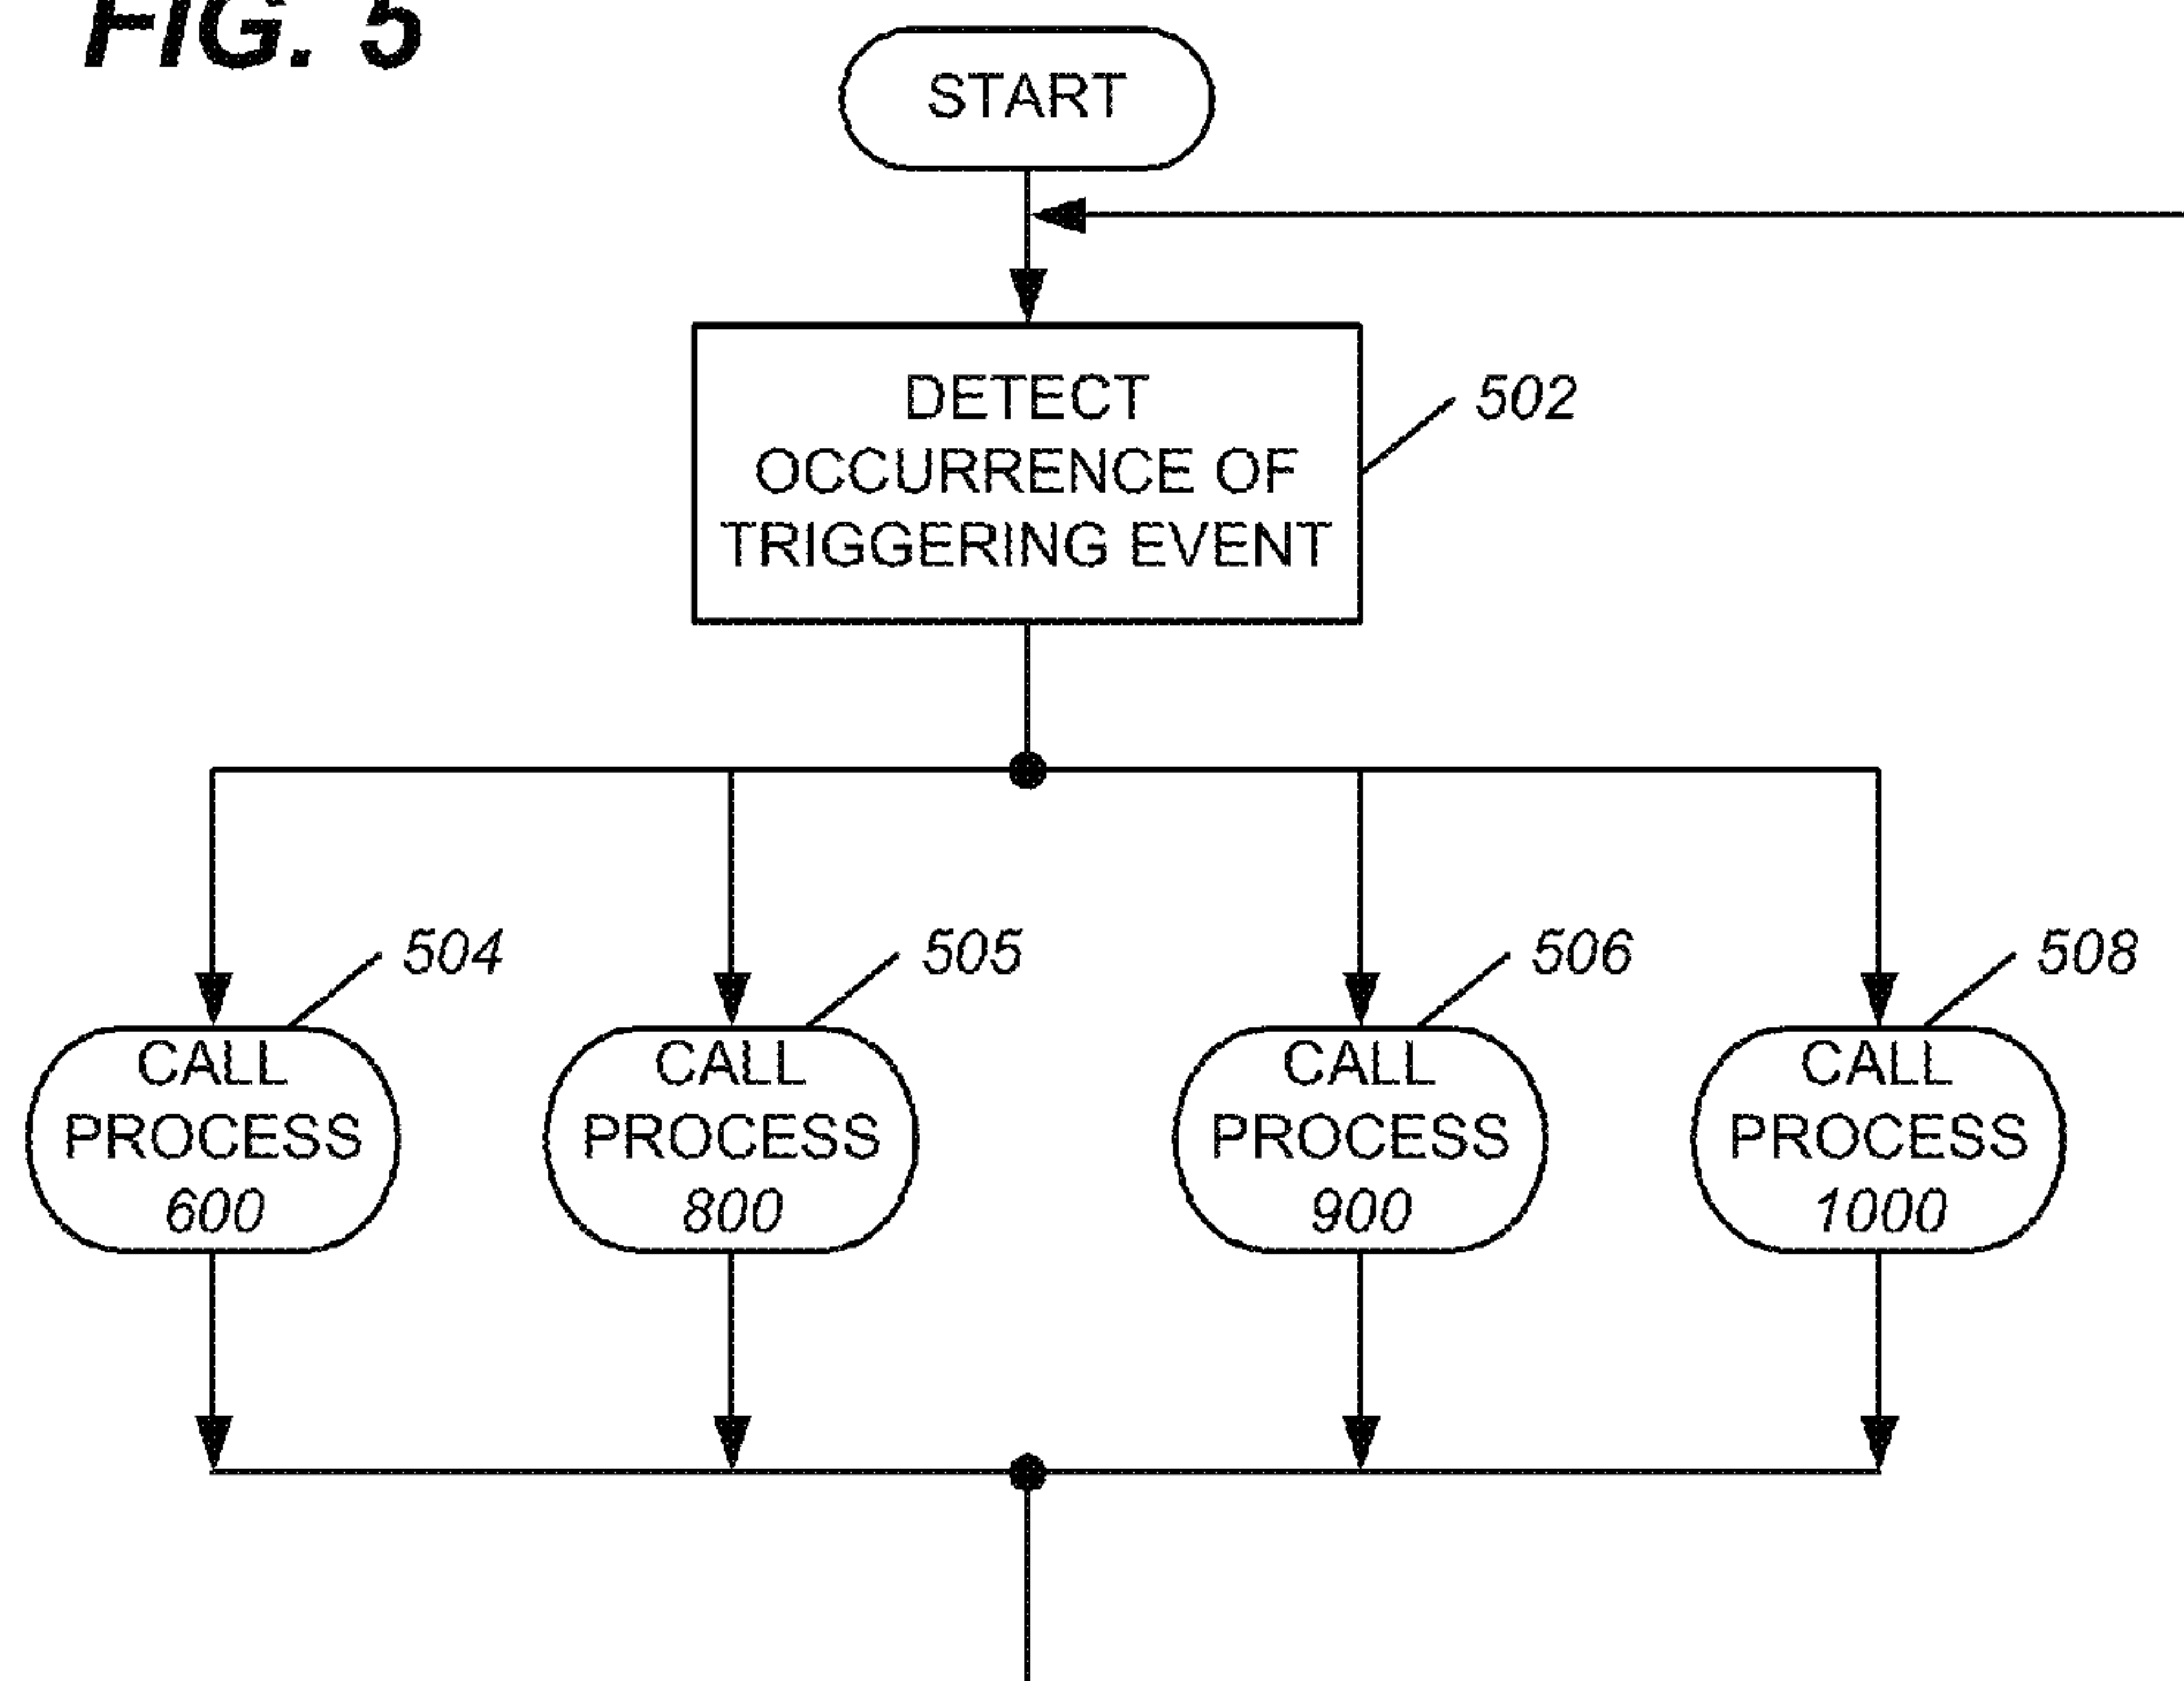 FIG. 5
START
DETECT
OCCURRENCE OF
TRIGGERING EVENT
502
504
505
506
508
CALL
PROCESS
600
CALL
PROCESS
800
CALL
PROCESS
900
CALL
PROCESS
1000